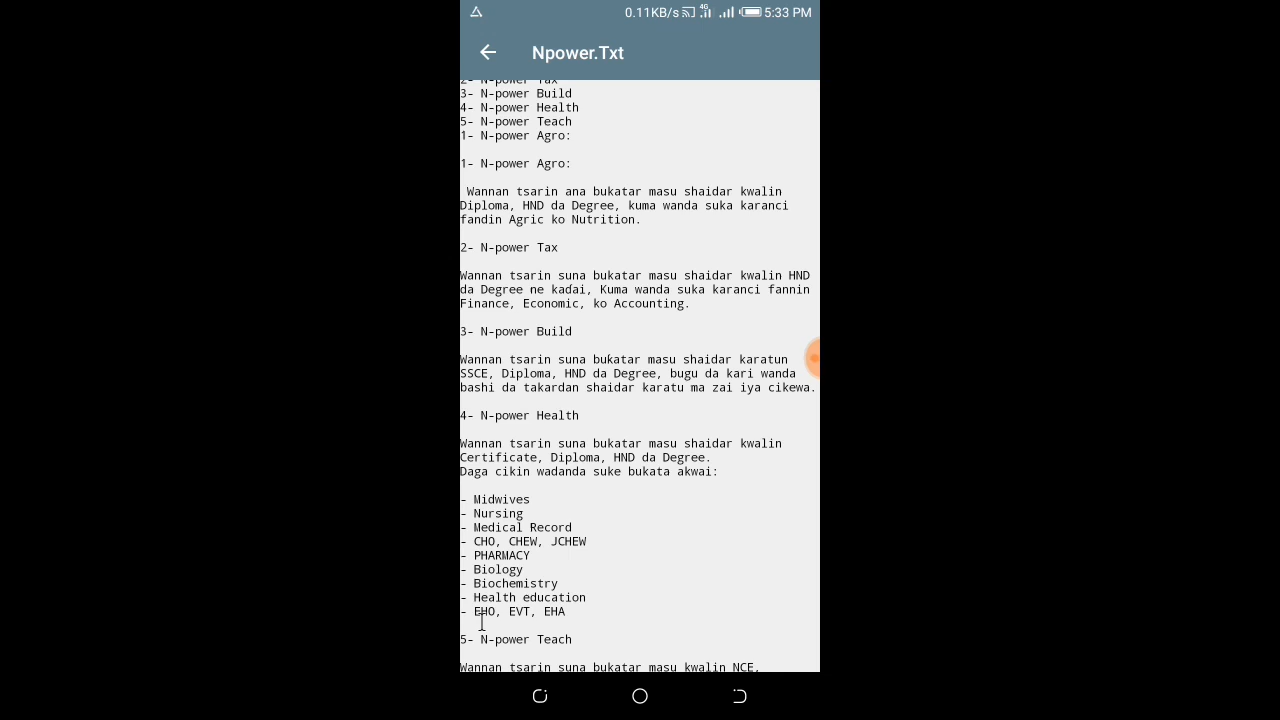 0.11KB/s 4G 5:33 PM
Npower.Txt
2- N-power Tax
3- N-power Build
4- N-power Health
5- N-power Teach
1- N-power Agro:
1- N-power Agro:
Wannan tsarin ana bukatar masu shaidar kwalin
Diploma, HND da Degree, kuma wanda suka karanci
fandin Agric ko Nutrition.
2- N-power Tax
Wannan tsarin suna bukatar masu shaidar kwalin HND
da Degree ne kaɗai, Kuma wanda suka karanci fannin
Finance, Economic, ko Accounting.
3- N-power Build
Wannan tsarin suna buƙatar masu shaidar karatun
SSCE, Diploma, HND da Degree, bugu da kari wanda
bashi da takardan shaidar karatu ma zai iya cikewa.
4- N-power Health
Wannan tsarin suna bukatar masu shaidar kwalin
Certificate, Diploma, HND da Degree.
Daga cikin wadanda suke bukata akwai:
- Midwives
- Nursing
- Medical Record
- CHO, CHEW, JCHEW
- PHARMACY
- Biology
- Biochemistry
- Health education
- EHO, EVT, EHA
5- N-power Teach
Wannan tsarin suna bukatar masu kwalin NCE,